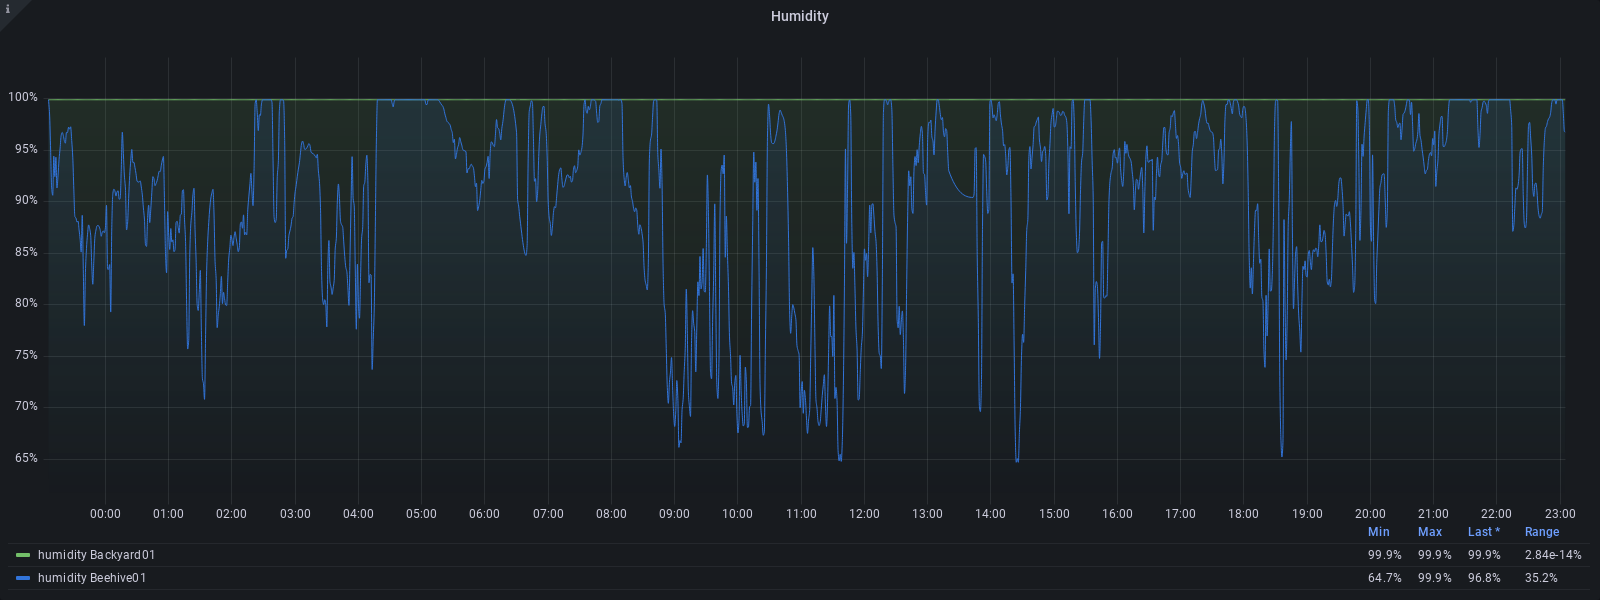 i
Humidity
100%
95%
90%
85%
80%
75%
70%
65%
00:00 01:00 02:00 03:00 04:00 05:00 06:00 07:00 08:00 09:00 10:00 11:00 12:00 13:00 14:00 15:00 16:00 17:00 18:00 19:00 20:00 21:00 22:00 23:00
Min Max Last * Range
humidity Backyard01 99.9% 99.9% 99.9% 2.84e-14%
humidity Beehive01 64.7% 99.9% 96.8% 35.2%